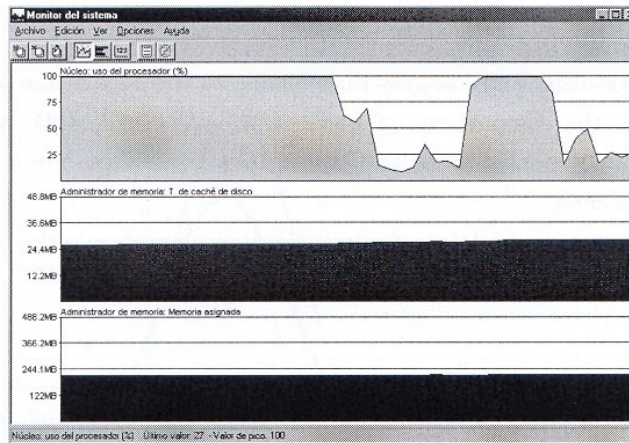 Monitor del sistema
Archivo Edición Ver Opciones Ayuda
Núcleo: uso del procesador (%)
100
75
50
25
Administrador de memoria: T. de caché de disco
48.8MB
36.6MB
24.4MB
12.2MB
Administrador de memoria: Memoria asignada
488.2MB
366.2MB
244.1MB
122MB
Núcleo: uso del procesador (%) Último valor: 27 - Valor de pico: 100